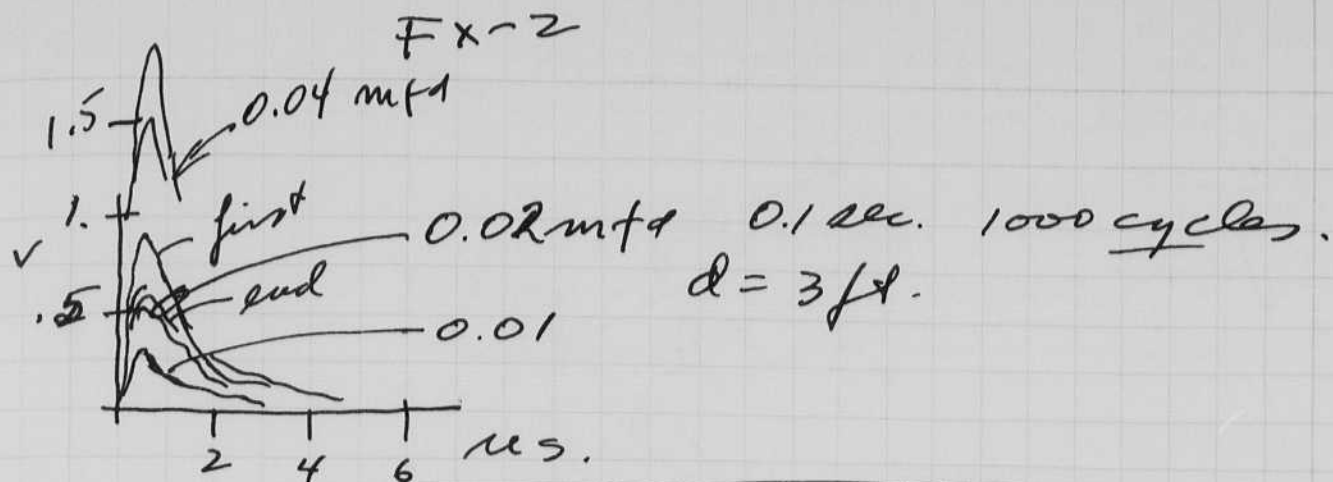 FX-2
1.5
0.04 mfd
1.
first
0.02 mfd 0.1 sec. 1000 cycles.
v
end
d = 3 ft.
.5
0.01
2 4 6 us.